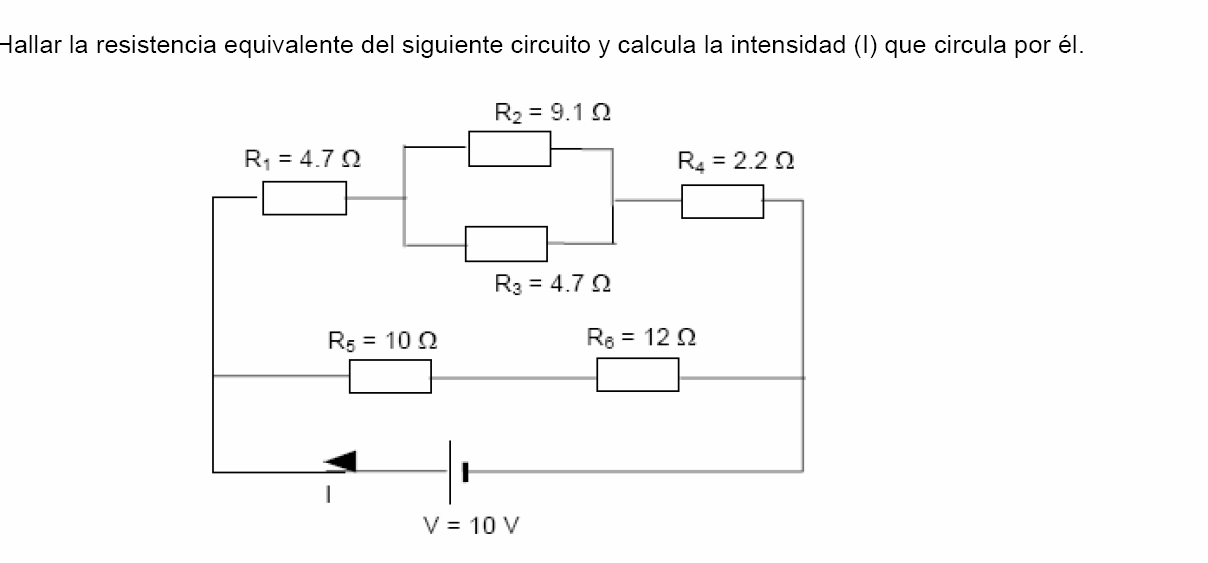 Hallar la resistencia equivalente del siguiente circuito y calcula la intensidad (I) que circula por él.
R₂ = 9.1 Ω
R₁ = 4.7 Ω
R₄ = 2.2 Ω
R₃ = 4.7 Ω
R₅ = 10 Ω
R₆ = 12 Ω
I
V = 10 V